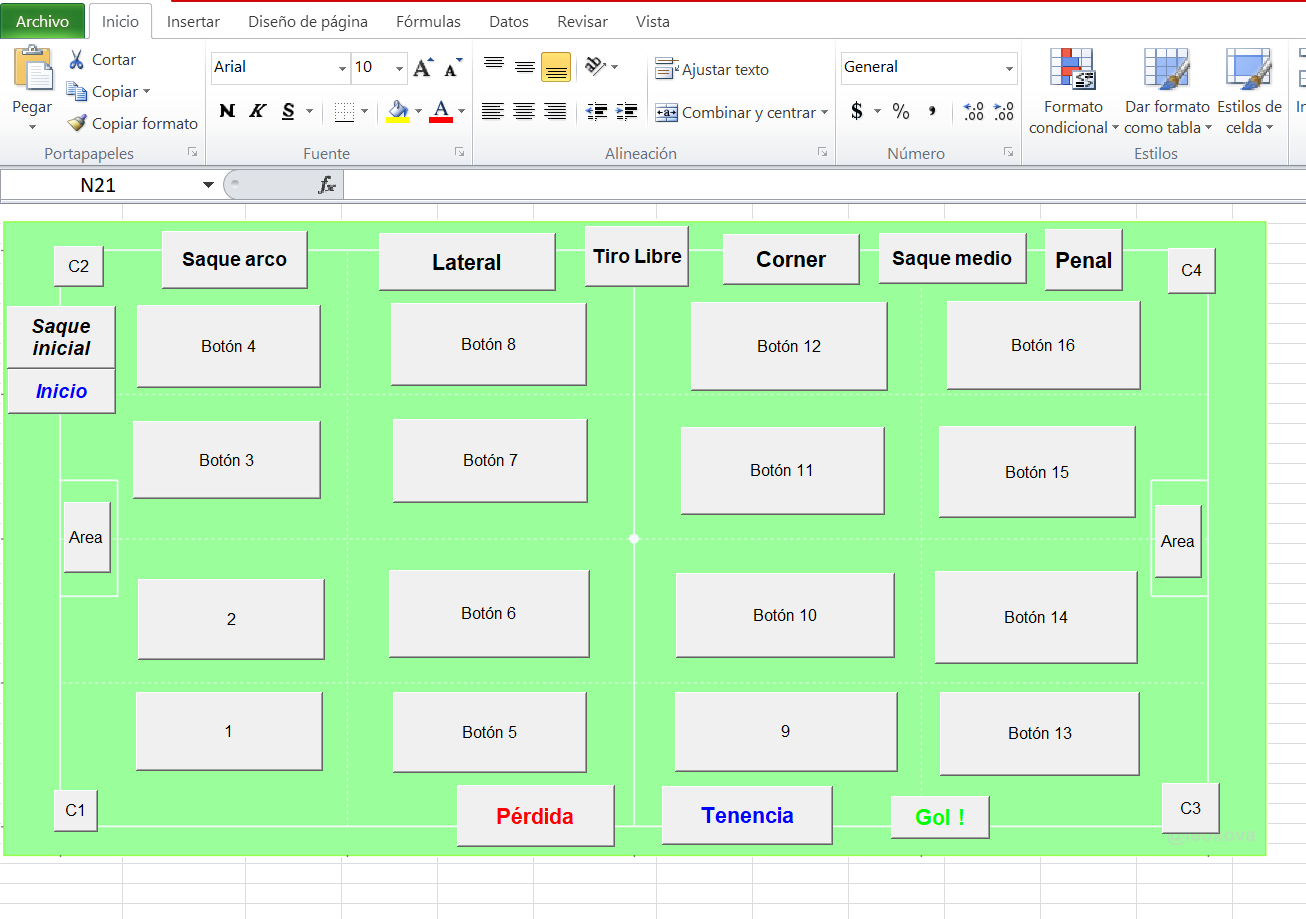 Archivo Inicio Insertar Diseño de página Fórmulas Datos Revisar Vista
Cortar
Copiar
Copiar formato
Pegar
Portapapeles
Arial 10
N K S A
Fuente
Ajustar texto
Combinar y centrar
Alineación
General
$ % ,
Número
Formato condicional
Dar formato como tabla
Estilos de celda
Estilos
N21 fx
C2 Saque arco Lateral Tiro Libre Corner Saque medio Penal C4
Saque
inicial
Inicio
Botón 4 Botón 8 Botón 12 Botón 16
Botón 3 Botón 7 Botón 11 Botón 15
Area Area
2 Botón 6 Botón 10 Botón 14
1 Botón 5 9 Botón 13
C1 Pérdida Tenencia Gol ! C3